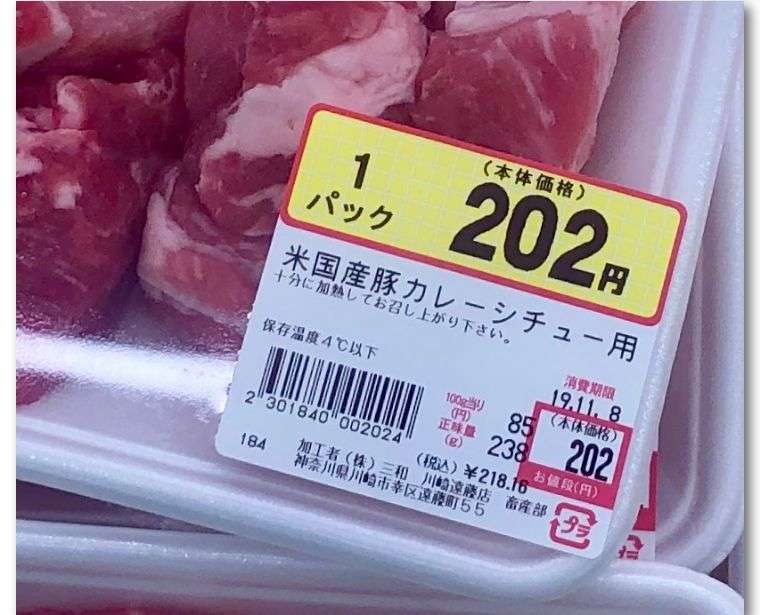 1
パック
(本体価格)
202円
米国産豚カレーシチュー用
十分に加熱してお召し上がり下さい。
保存温度4℃以下
2 301840 002024
184
100g当り
(円)
85
正味量
(g)
238
消費期限
19.11. 8
(本体価格)
202
お値段(円)
(税込) ¥218.16
加工者 (株) 三和 川崎遠藤店 畜産部
神奈川県川崎市幸区遠藤町55
プラ